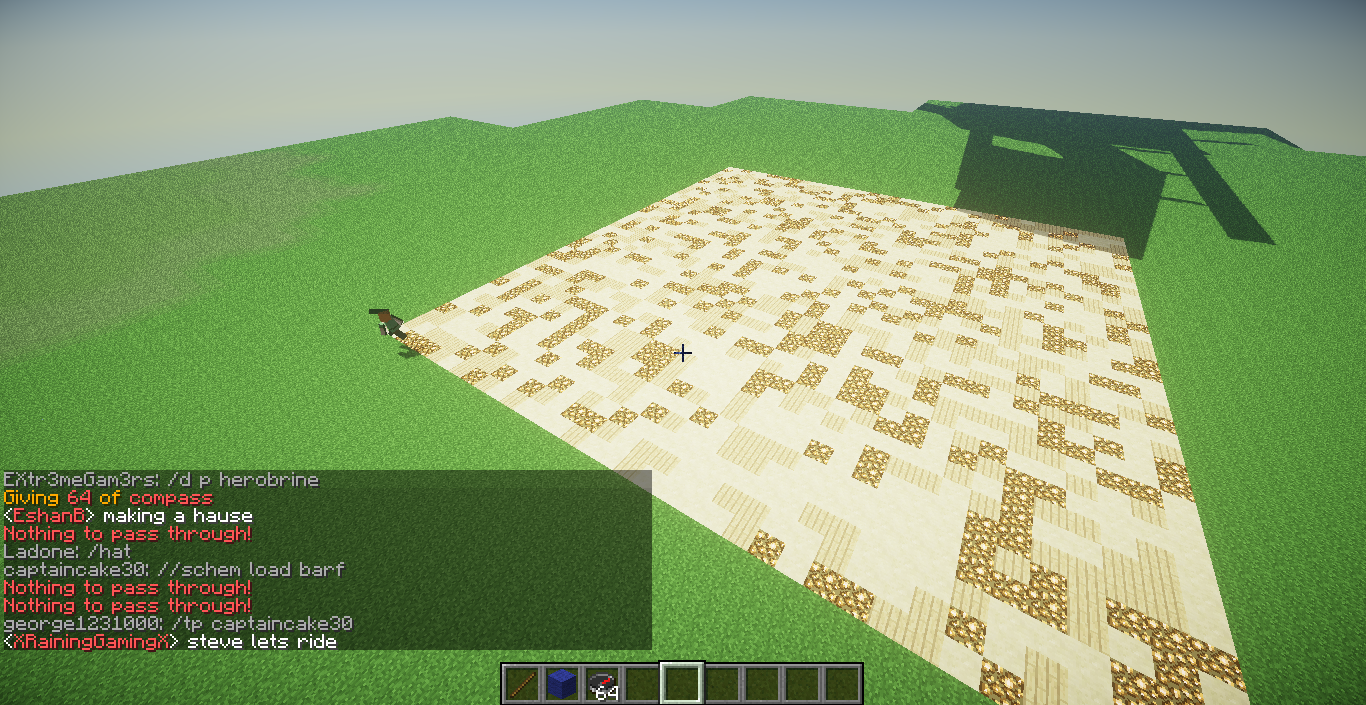 EXtr3meGam3rs: /d p herobrine
Giving 64 of compass
<EshanB> making a hause
Nothing to pass through!
Ladone: /hat
captaincake30: //schem load barf
Nothing to pass through!
Nothing to pass through!
george1231000: /tp captaincake30
<XRainingGamingX> steve lets ride
64